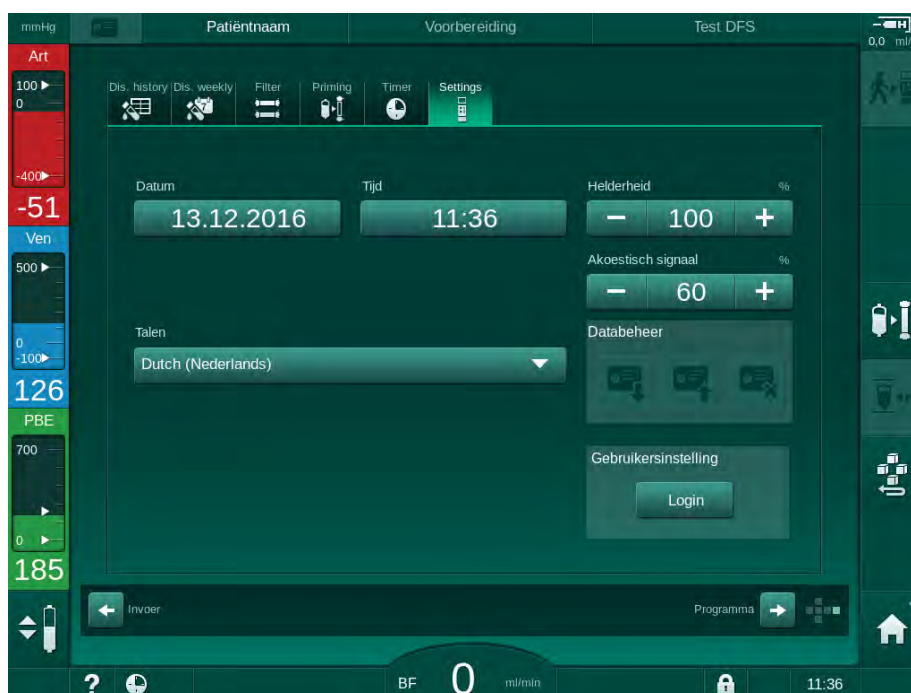 mmHg
Patiëntnaam
Voorbereiding
Test DFS
0,0 ml/
Art
100
0
-400
-51
Ven
500
0
-100
126
PBE
700
0
185
Dis. history
Dis. weekly
Filter
Priming
Timer
Settings
7
Datum
Tijd
Helderheid %
13.12.2016
11:36
− 100 +
Akoestisch signaal %
− 60 +
Talen
Databeheer
Dutch (Nederlands)
Gebruikersinstelling
Login
Invoer
Programma
? BF 0 ml/min
11:36